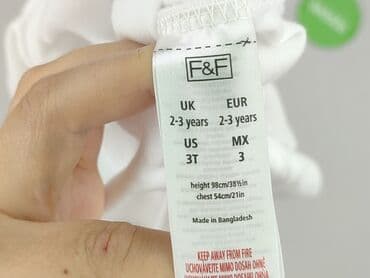 F&F
UK EUR
2-3 years 2-3 years
US MX
3T 3
height 98cm/38½in
chest 54cm/21in
Made in Bangladesh
KEEP AWAY FROM FIRE
UCHOVÁVEJTE MIMO DOSAH OHNĚ